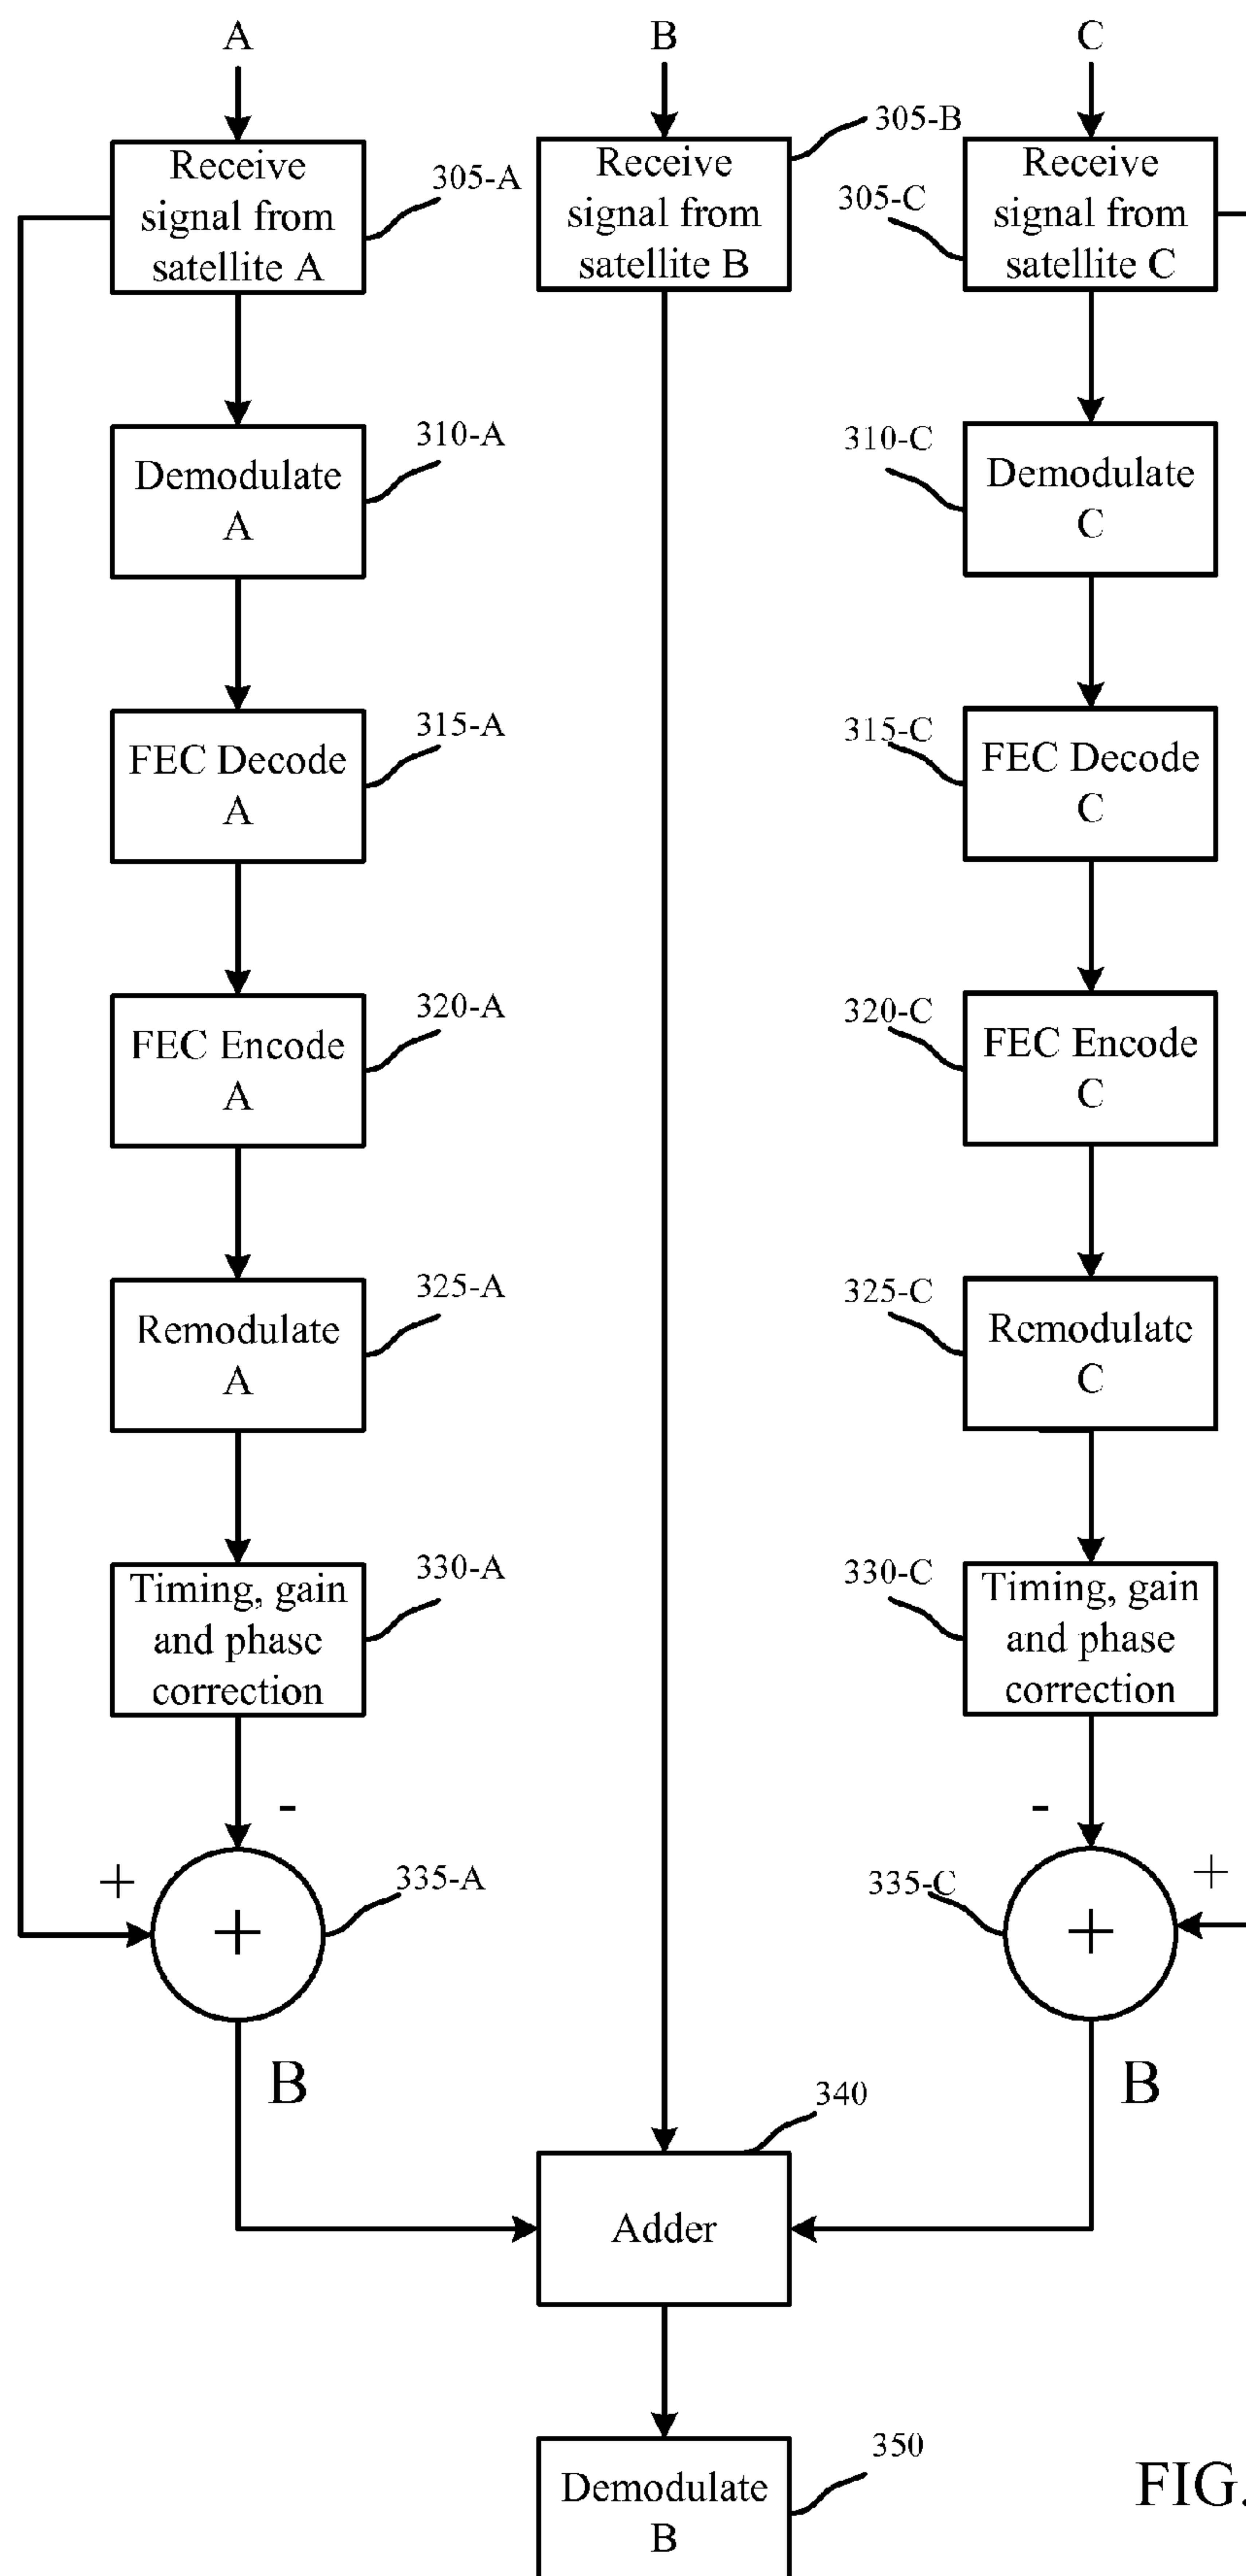 A
B
C
Receive
signal from
satellite A
305-A
Receive
signal from
satellite B
305-B
Receive
signal from
satellite C
305-C
Demodulate
A
310-A
Demodulate
C
310-C
FEC Decode
A
315-A
FEC Decode
C
315-C
FEC Encode
A
320-A
FEC Encode
C
320-C
Remodulate
A
325-A
Remodulate
C
325-C
Timing, gain
and phase
correction
330-A
Timing, gain
and phase
correction
330-C
-
-
+
+
335-A
335-C
+
+
B
B
340
Adder
350
Demodulate
B
FIG.